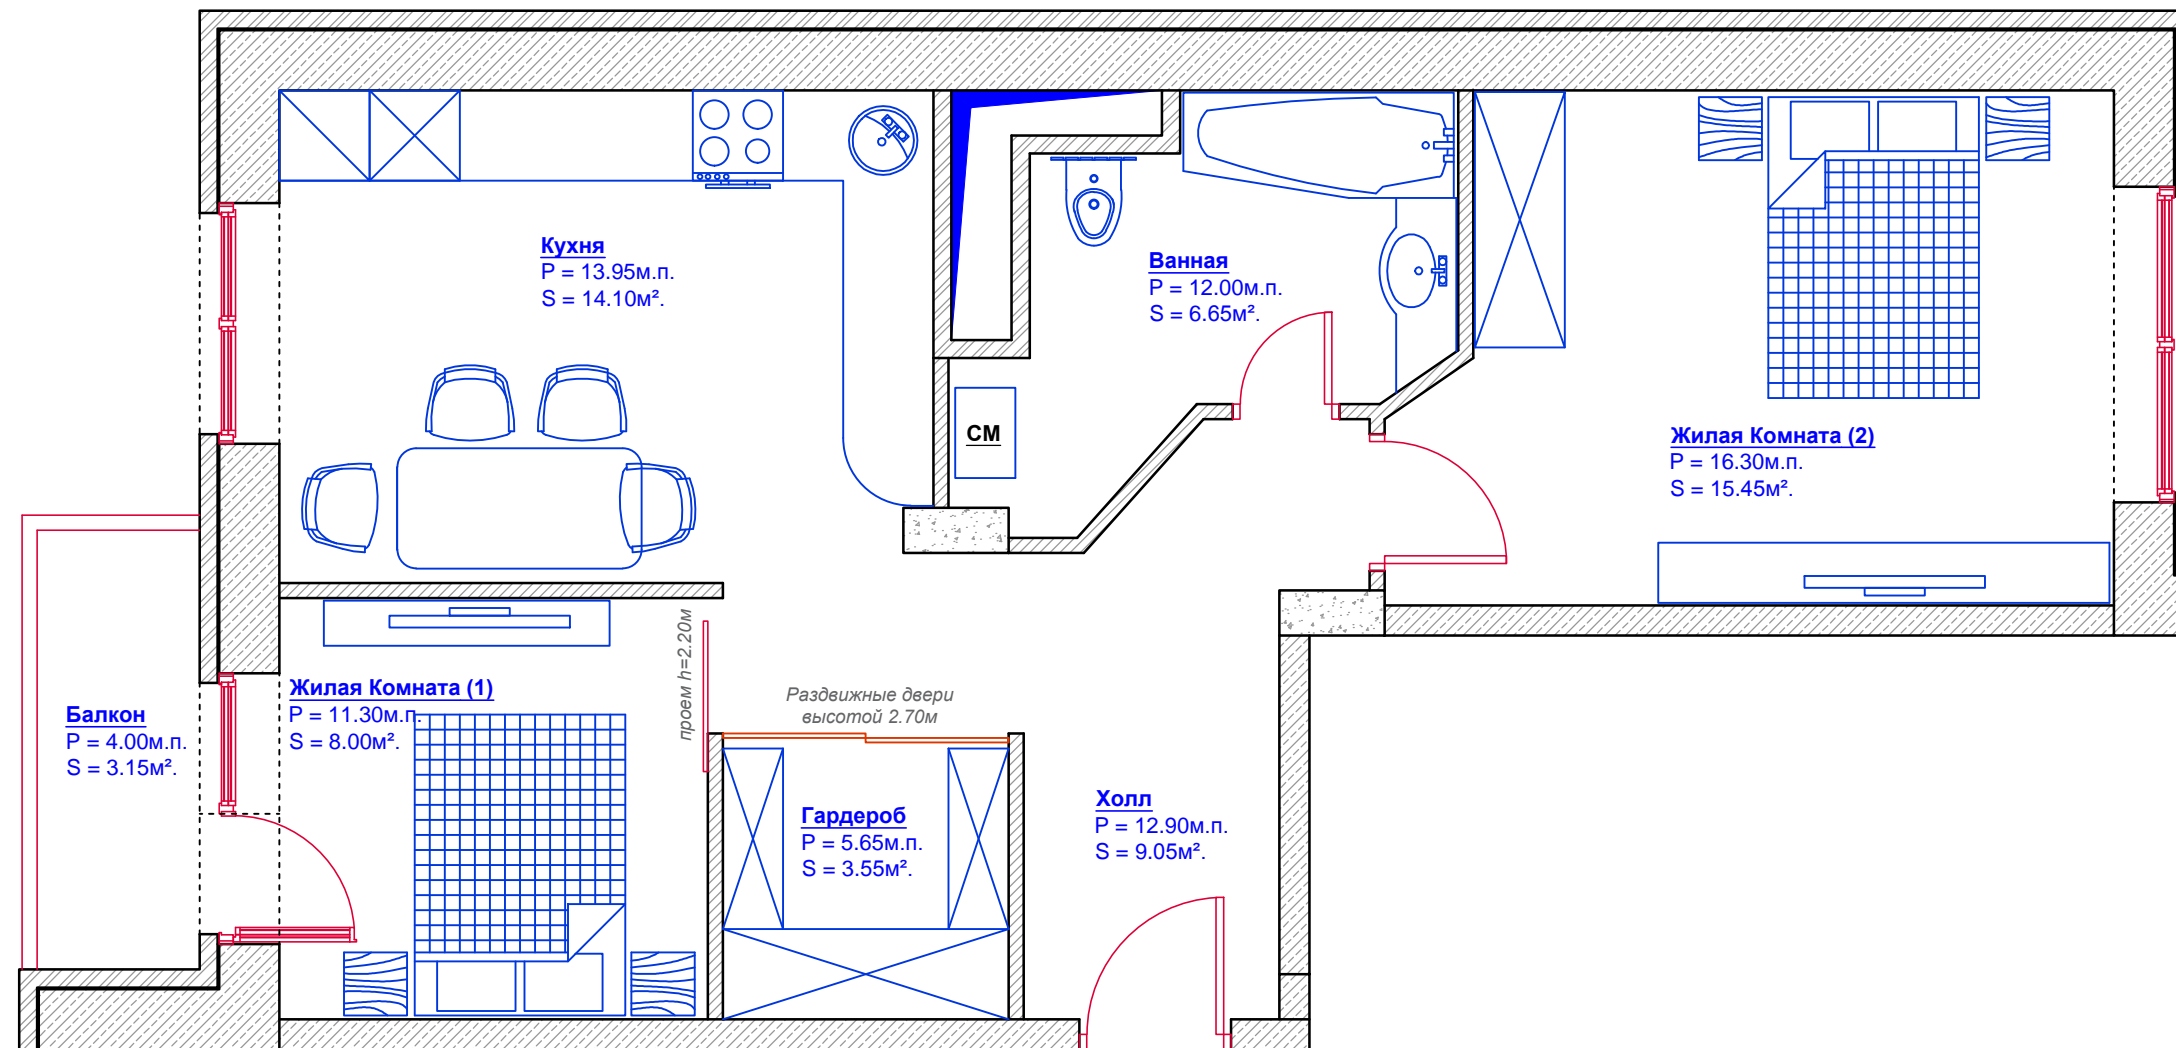 Кухня
P = 13.95м.п.
S = 14.10м².
Ванная
P = 12.00м.п.
S = 6.65м².
СМ
Жилая Комната (2)
P = 16.30м.п.
S = 15.45м².
Балкон
P = 4.00м.п.
S = 3.15м².
Жилая Комната (1)
P = 11.30м.п.
S = 8.00м².
проем h=2.20м
Раздвижные двери
высотой 2.70м
Гардероб
P = 5.65м.п.
S = 3.55м².
Холл
P = 12.90м.п.
S = 9.05м².